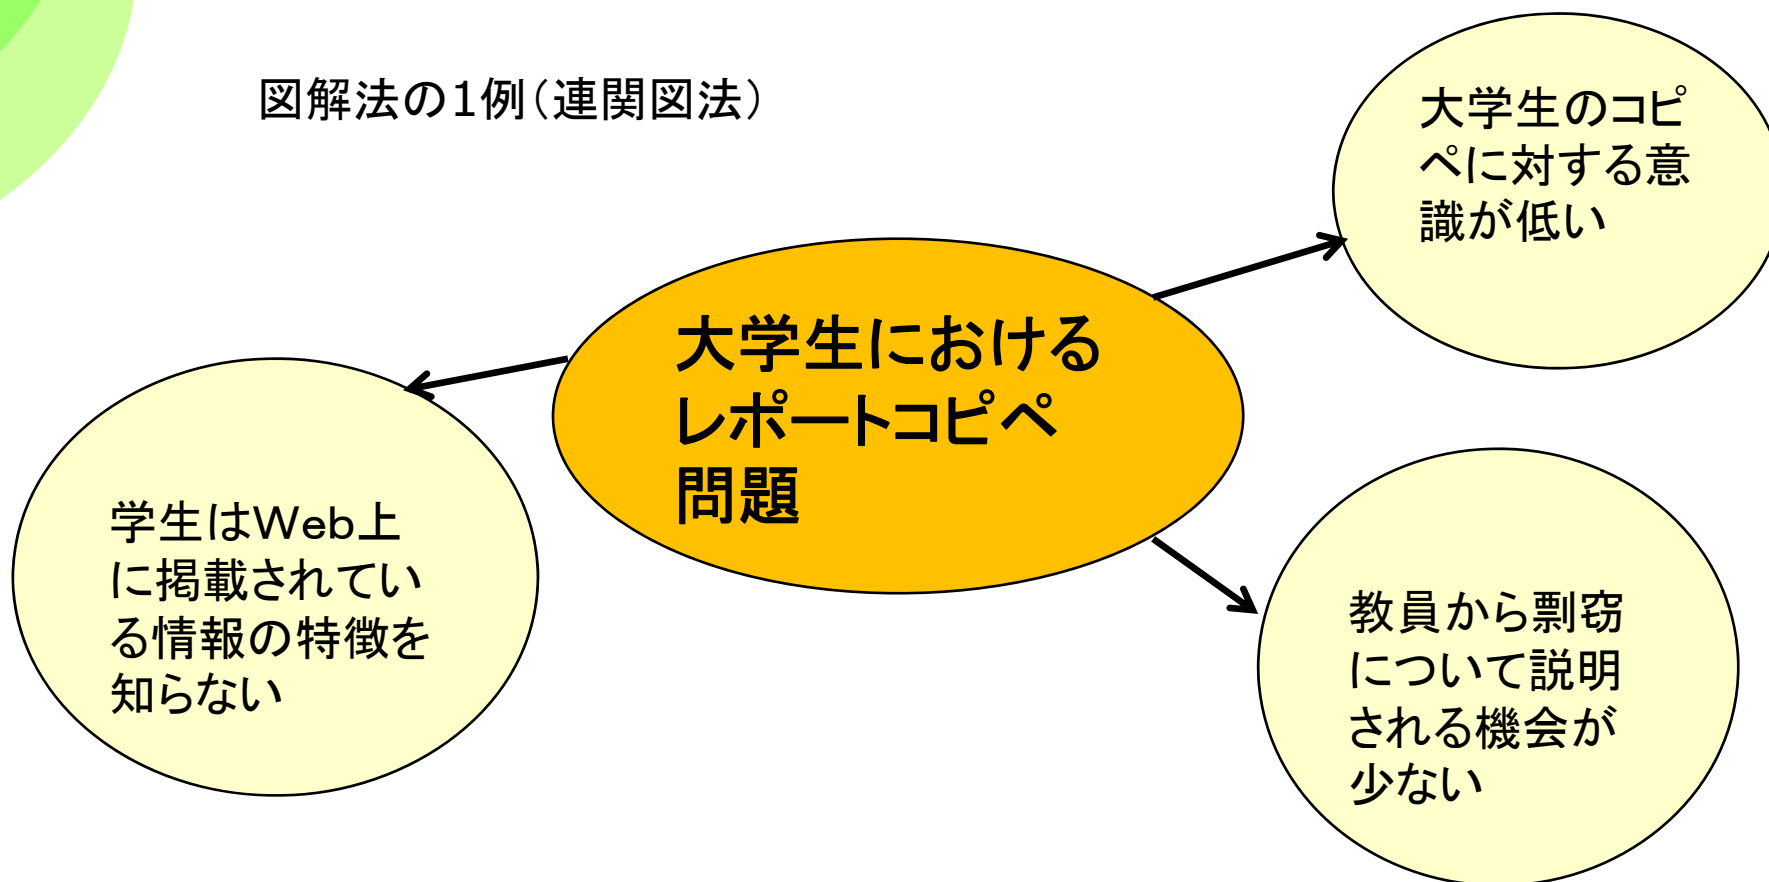 図解法の1例（連関図法）
大学生のコピ
ペに対する意
識が低い
大学生における
レポートコピペ
問題
学生はWeb上
に掲載されてい
る情報の特徴を
知らない
教員から剽窃
について説明
される機会が
少ない